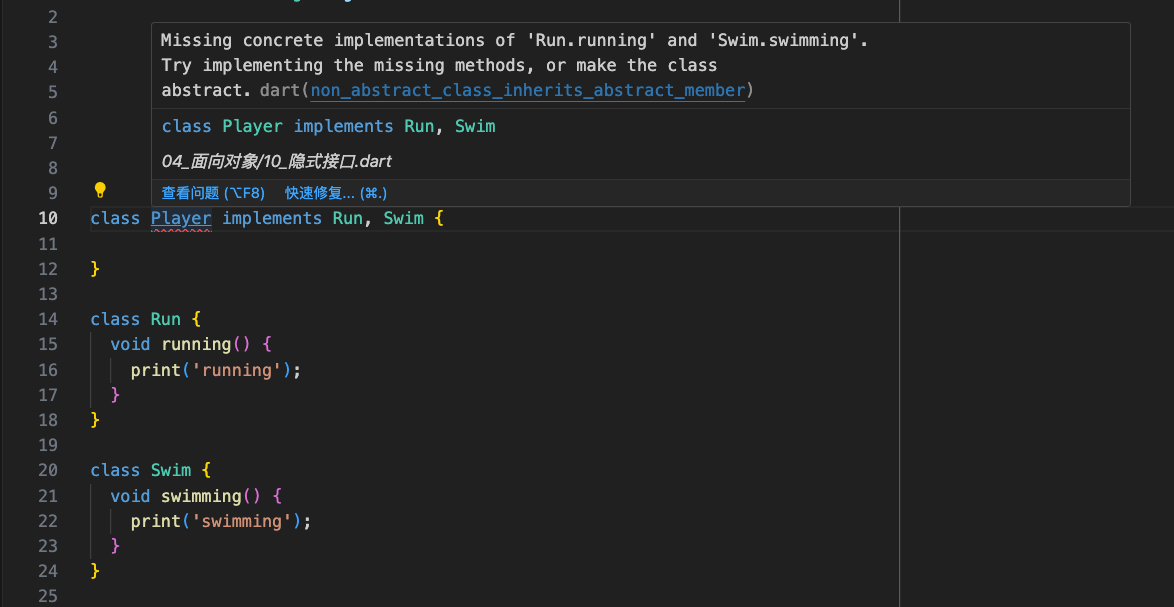 2
3
4
5
6
7
8
9
Missing concrete implementations of 'Run.running' and 'Swim.swimming'.
Try implementing the missing methods, or make the class
abstract. dart(non_abstract_class_inherits_abstract_member)
class Player implements Run, Swim
04_面向对象/10_隐式接口.dart
查看问题 (⌥F8) 快速修复... (⌘.)
10 class Player implements Run, Swim {
11
12 }
13
14 class Run {
15 void running() {
16 print('running');
17 }
18 }
19
20 class Swim {
21 void swimming() {
22 print('swimming');
23 }
24 }
25